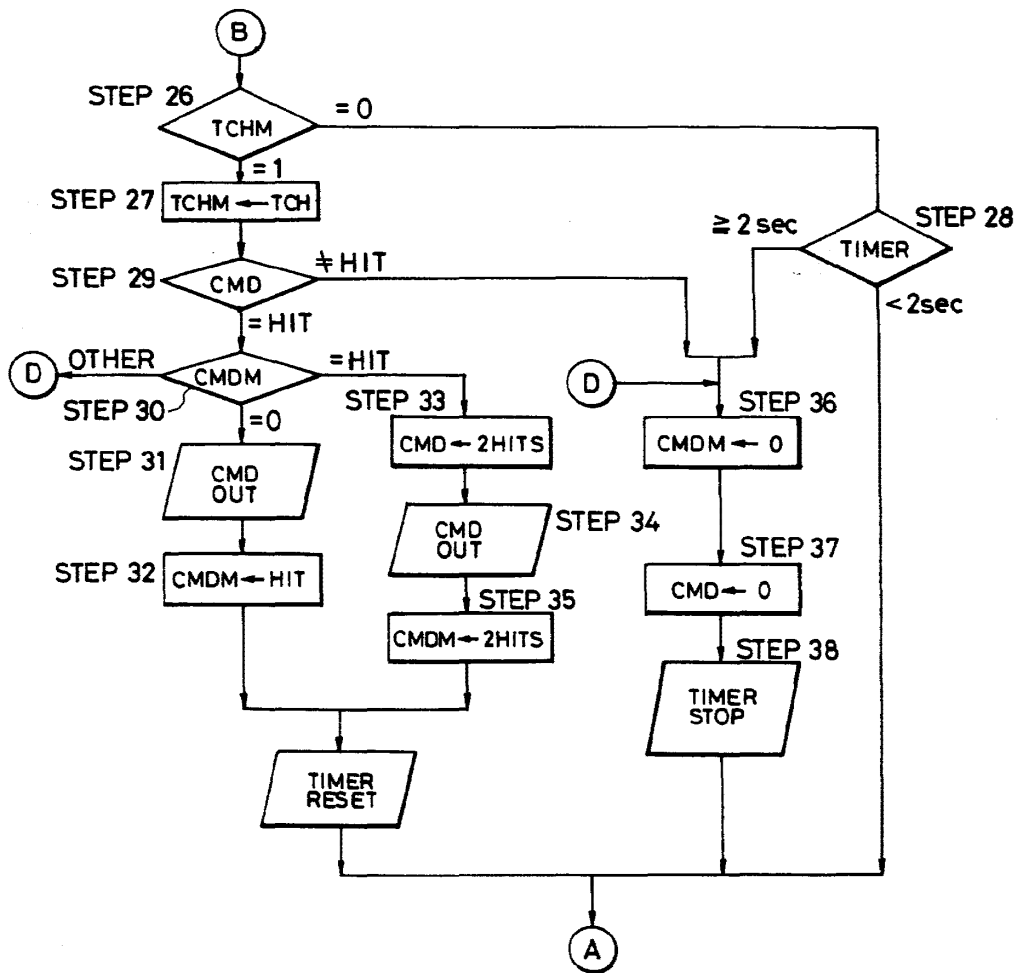 B
STEP 26
TCHM
=0
=1
STEP 27
TCHM ← TCH
STEP 28
TIMER
≧ 2 sec
< 2sec
STEP 29
CMD
≠ HIT
=HIT
D
OTHER
CMDM
=HIT
STEP 30
=0
STEP 33
CMD ← 2HITS
D
STEP 36
CMDM ← 0
STEP 31
CMD
OUT
CMD
OUT
STEP 34
STEP 32
CMDM ← HIT
STEP 37
CMD ← 0
STEP 35
CMDM ← 2HITS
STEP 38
TIMER
STOP
TIMER
RESET
A